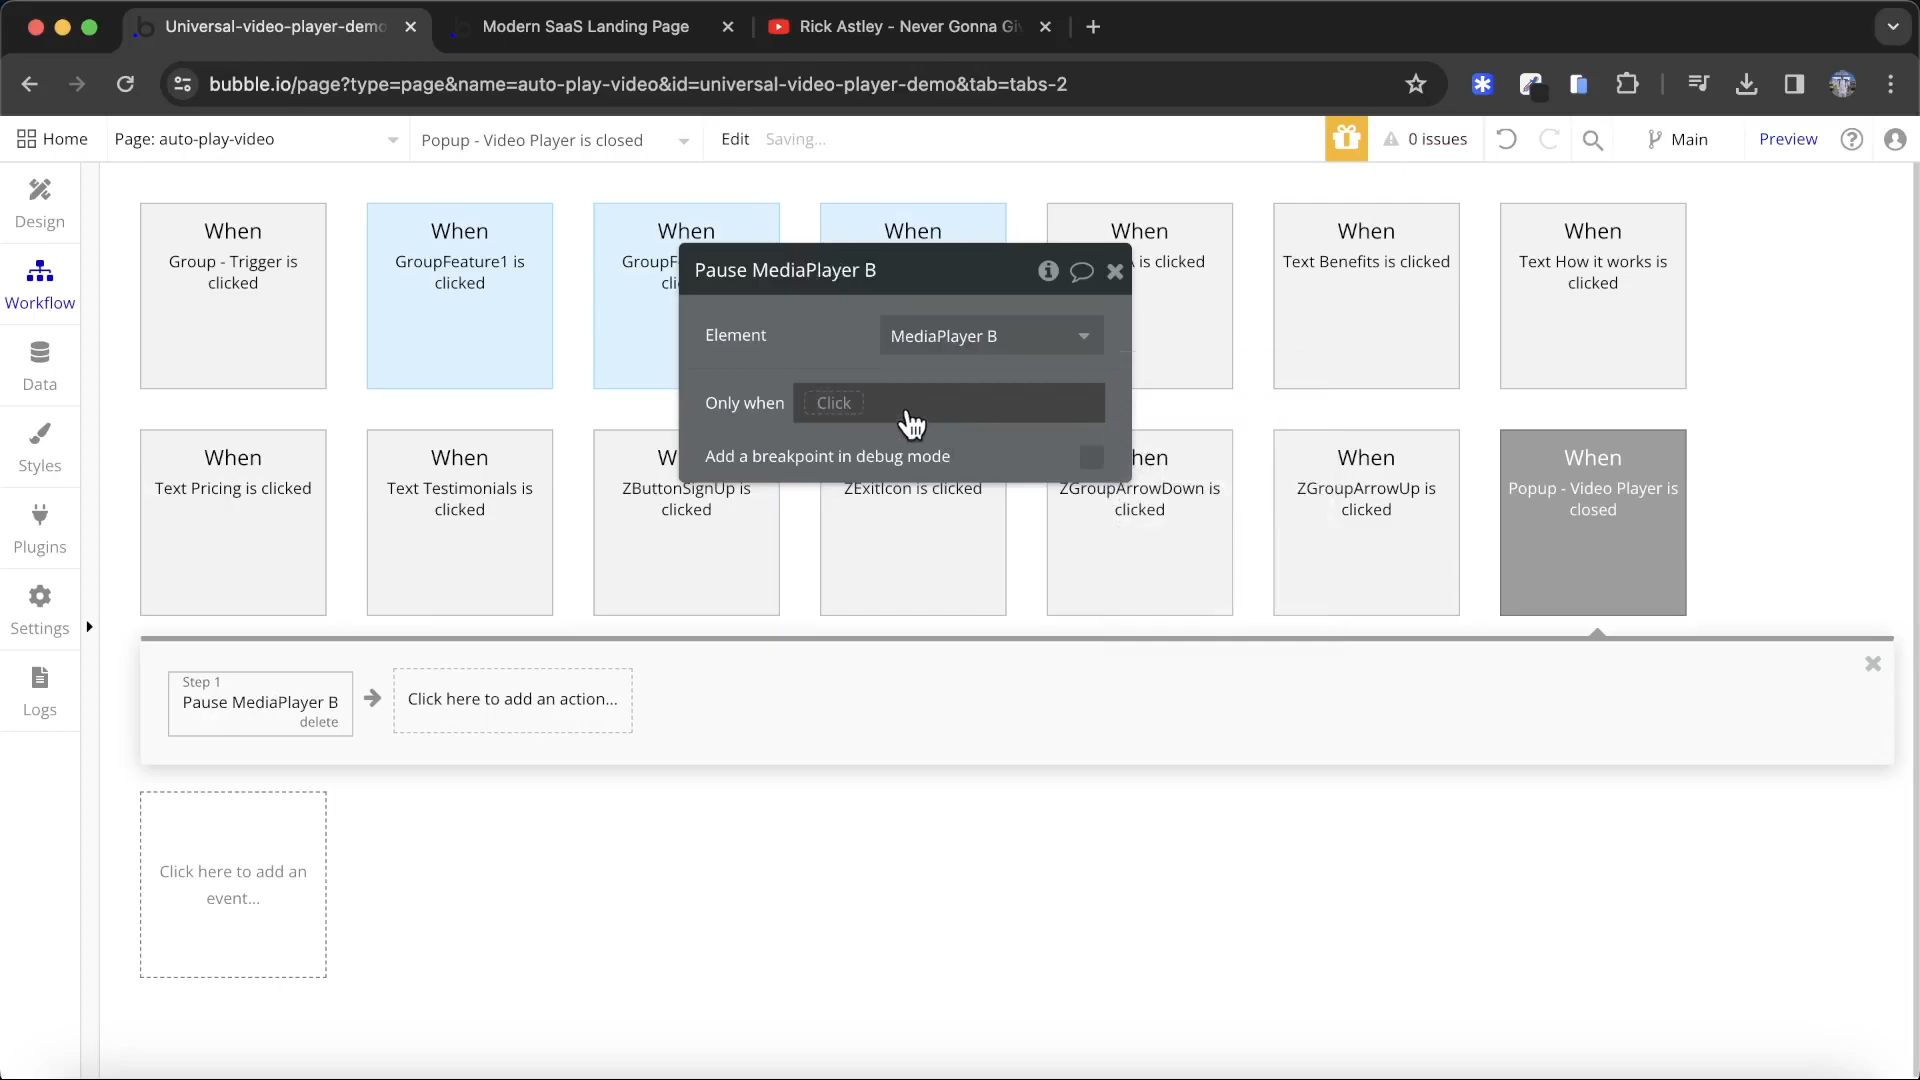 Universal-video-player-demo
Modern SaaS Landing Page
Rick Astley - Never Gonna Gi
bubble.io/page?type=page&name=auto-play-video&id=universal-video-player-demo&tab=tabs-2
Home
Page: auto-play-video
Popup - Video Player is closed
Edit
Saving...
0 issues
Main
Preview
Design
Workflow
Data
Styles
Plugins
Settings
Logs
When
Group - Trigger is
clicked
When
GroupFeature1 is
clicked
When
GroupF
cli
When
is clicked
When
Text Benefits is clicked
When
Text How it works is
clicked
When
Pause MediaPlayer B
Element
MediaPlayer B
Only when
Click
Add a breakpoint in debug mode
When
Text Pricing is clicked
When
Text Testimonials is
clicked
W
ZButtonSignUp is
clicked
ZExitIcon is clicked
hen
ZGroupArrowDown is
clicked
When
ZGroupArrowUp is
clicked
When
Popup - Video Player is
closed
Step 1
Pause MediaPlayer B
delete
Click here to add an action...
Click here to add an
event...